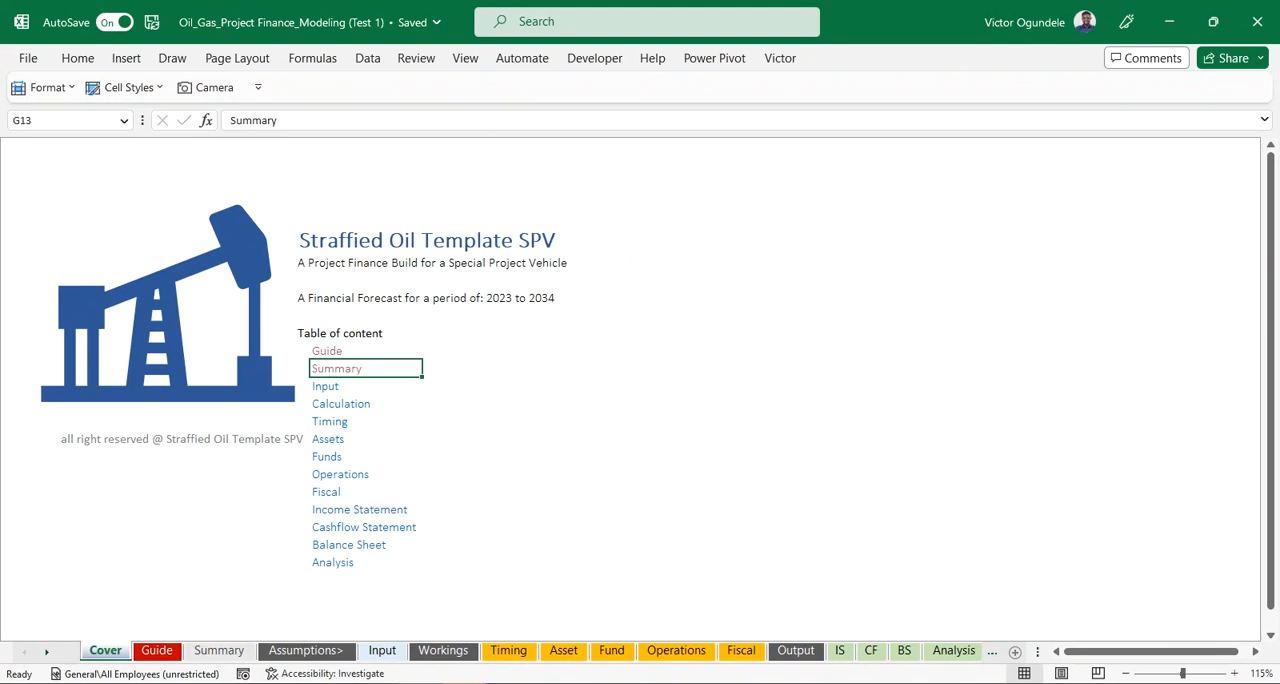 AutoSave On Oil_Gas_Project Finance_Modeling (Test 1) • Saved Search Victor Ogundele
File Home Insert Draw Page Layout Formulas Data Review View Automate Developer Help Power Pivot Victor Comments Share
Format Cell Styles Camera
G13 fx Summary
Straffied Oil Template SPV
A Project Finance Build for a Special Project Vehicle
A Financial Forecast for a period of: 2023 to 2034
Table of content
Guide
Summary
Input
Calculation
Timing
Assets
all right reserved @ Straffied Oil Template SPV
Funds
Operations
Fiscal
Income Statement
Cashflow Statement
Balance Sheet
Analysis
Cover Guide Summary Assumptions> Input Workings Timing Asset Fund Operations Fiscal Output IS CF BS Analysis ...
Ready General\All Employees (unrestricted) Accessibility: Investigate 115%